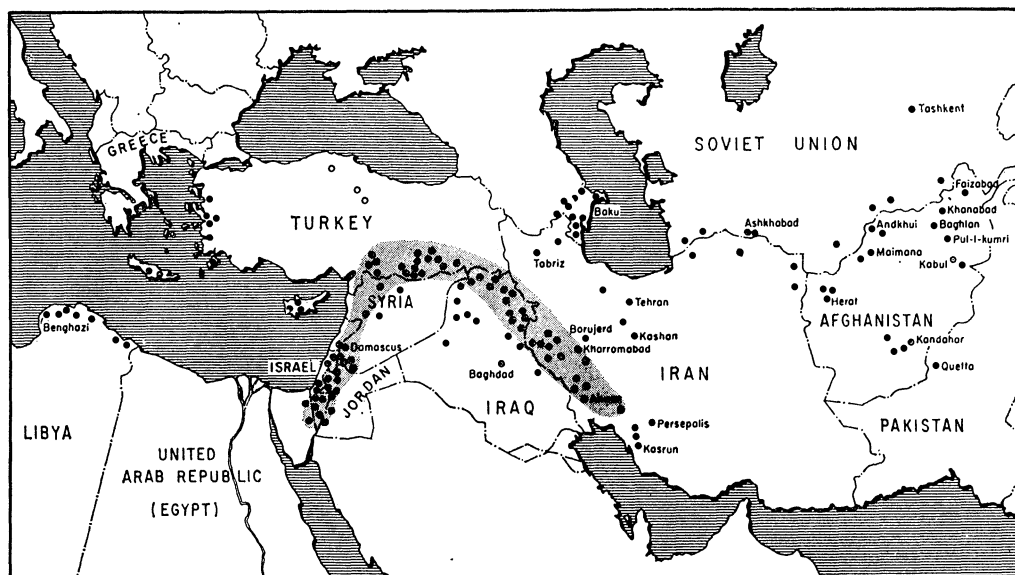 Tashkent
SOVIET UNION
GREECE
Faizabad
Khanabad
Baku
Ashkhabad
Andkhui
Baghlan
TURKEY
Pul-I-kumri
Maimana
Tabriz
Kabul
SYRIA
Herat
Tehran
Benghazi
AFGHANISTAN
Borujerd
Kashan
Kandahar
Damascus
Kharramabad
ISRAEL
Baghdad
Quetta
IRAN
JORDAN
IRAQ
Persepolis
PAKISTAN
LIBYA
Kasrun
UNITED
ARAB REPUBLIC
(EGYPT)